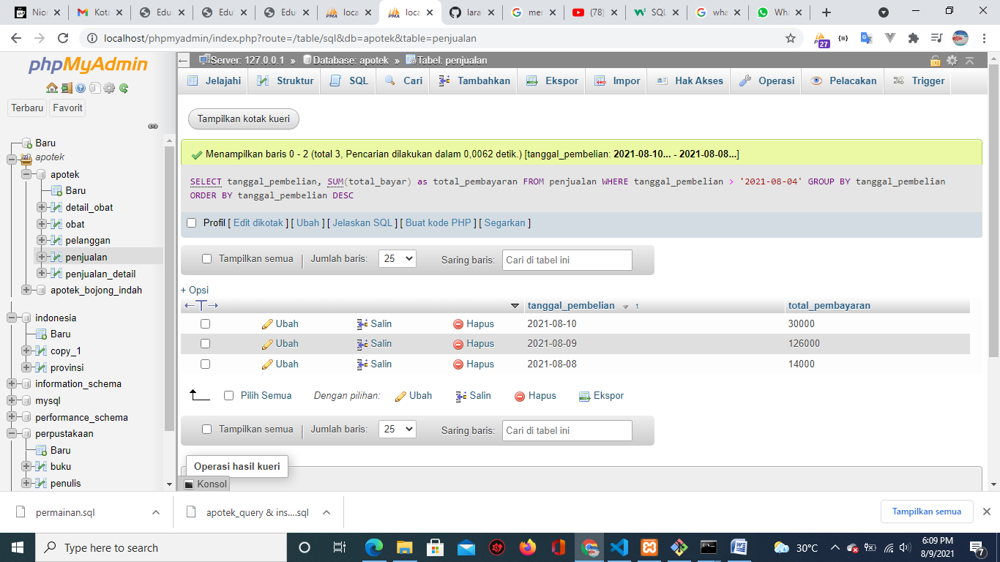 Nior
Kota
Edu
Edu
Edu
loca
loca
lara
mer
(78)
SQL
wha
Wha
localhost/phpmyadmin/index.php?route=/table/sql&db=apotek&table=penjualan
27
phpMyAdmin
Terbaru
Favorit
Baru
apotek
apotek
Baru
detail_obat
obat
pelanggan
penjualan
penjualan_detail
apotek_bojong_indah
indonesia
Baru
copy_1
provinsi
information_schema
mysql
performance_schema
perpustakaan
Baru
buku
penulis
Server: 127.0.0.1 » Database: apotek » Tabel: penjualan
Jelajahi Struktur SQL Cari Tambahkan Ekspor Impor Hak Akses Operasi Pelacakan Trigger
Tampilkan kotak kueri
Menampilkan baris 0 - 2 (total 3, Pencarian dilakukan dalam 0,0062 detik.) [tanggal_pembelian: 2021-08-10... - 2021-08-08...]
SELECT tanggal_pembelian, SUM(total_bayar) as total_pembayaran FROM penjualan WHERE tanggal_pembelian > '2021-08-04' GROUP BY tanggal_pembelian
ORDER BY tanggal_pembelian DESC
Profil [ Edit dikotak ] [ Ubah ] [ Jelaskan SQL ] [ Buat kode PHP ] [ Segarkan ]
Tampilkan semua | Jumlah baris: 25 Saring baris: Cari di tabel ini
+ Opsi
←T→ tanggal_pembelian 1 total_pembayaran
Ubah Salin Hapus 2021-08-10 30000
Ubah Salin Hapus 2021-08-09 126000
Ubah Salin Hapus 2021-08-08 14000
Pilih Semua Dengan pilihan: Ubah Salin Hapus Ekspor
Tampilkan semua | Jumlah baris: 25 Saring baris: Cari di tabel ini
Operasi hasil kueri
Konsol
permainan.sql
apotek_query & ins....sql
Tampilkan semua
Type here to search
30°C
6:09 PM
8/9/2021
7